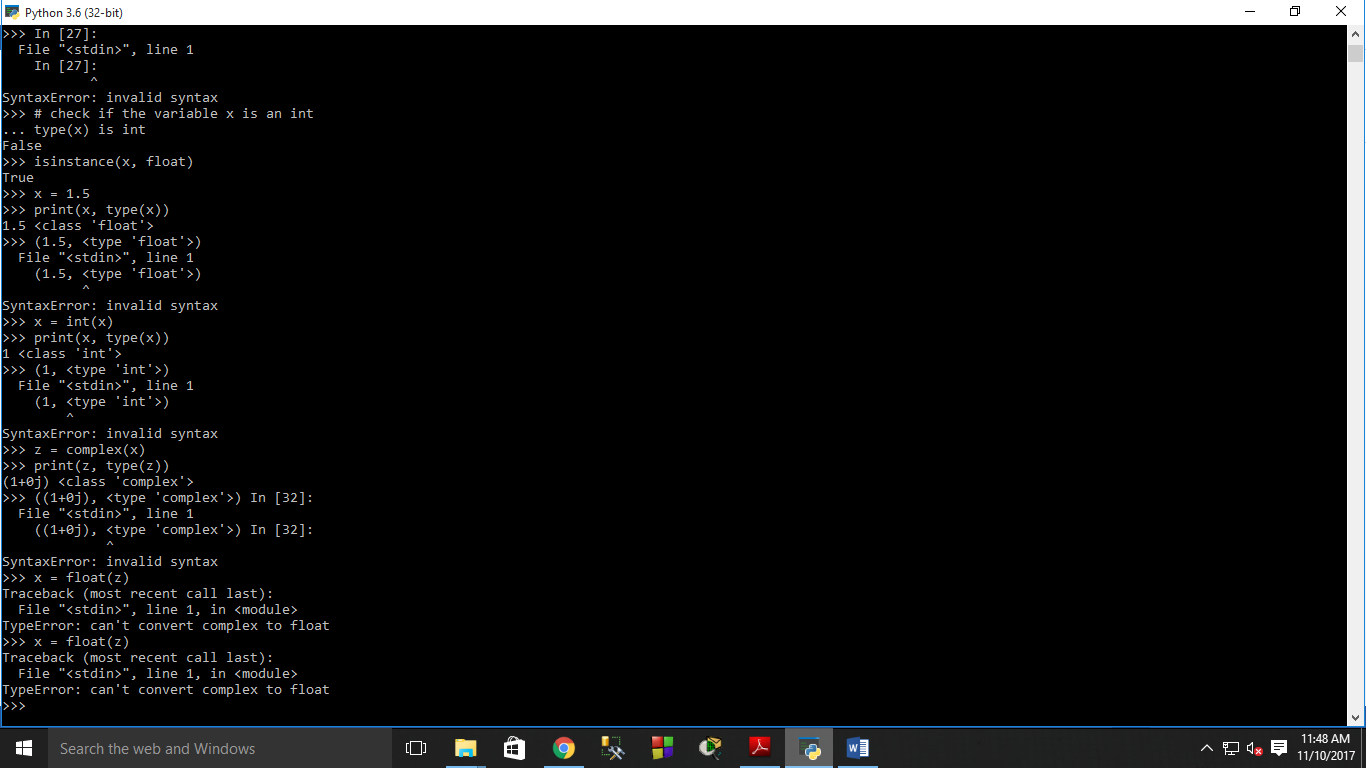 Python 3.6 (32-bit)
>>> In [27]:
  File "<stdin>", line 1
    In [27]:
           ^
SyntaxError: invalid syntax
>>> # check if the variable x is an int
... type(x) is int
False
>>> isinstance(x, float)
True
>>> x = 1.5
>>> print(x, type(x))
1.5 <class 'float'>
>>> (1.5, <type 'float'>)
  File "<stdin>", line 1
    (1.5, <type 'float'>)
          ^
SyntaxError: invalid syntax
>>> x = int(x)
>>> print(x, type(x))
1 <class 'int'>
>>> (1, <type 'int'>)
  File "<stdin>", line 1
    (1, <type 'int'>)
        ^
SyntaxError: invalid syntax
>>> z = complex(x)
>>> print(z, type(z))
(1+0j) <class 'complex'>
>>> ((1+0j), <type 'complex'>) In [32]:
  File "<stdin>", line 1
    ((1+0j), <type 'complex'>) In [32]:
             ^
SyntaxError: invalid syntax
>>> x = float(z)
Traceback (most recent call last):
  File "<stdin>", line 1, in <module>
TypeError: can't convert complex to float
>>> x = float(z)
Traceback (most recent call last):
  File "<stdin>", line 1, in <module>
TypeError: can't convert complex to float
>>>
Search the web and Windows
11:48 AM
11/10/2017